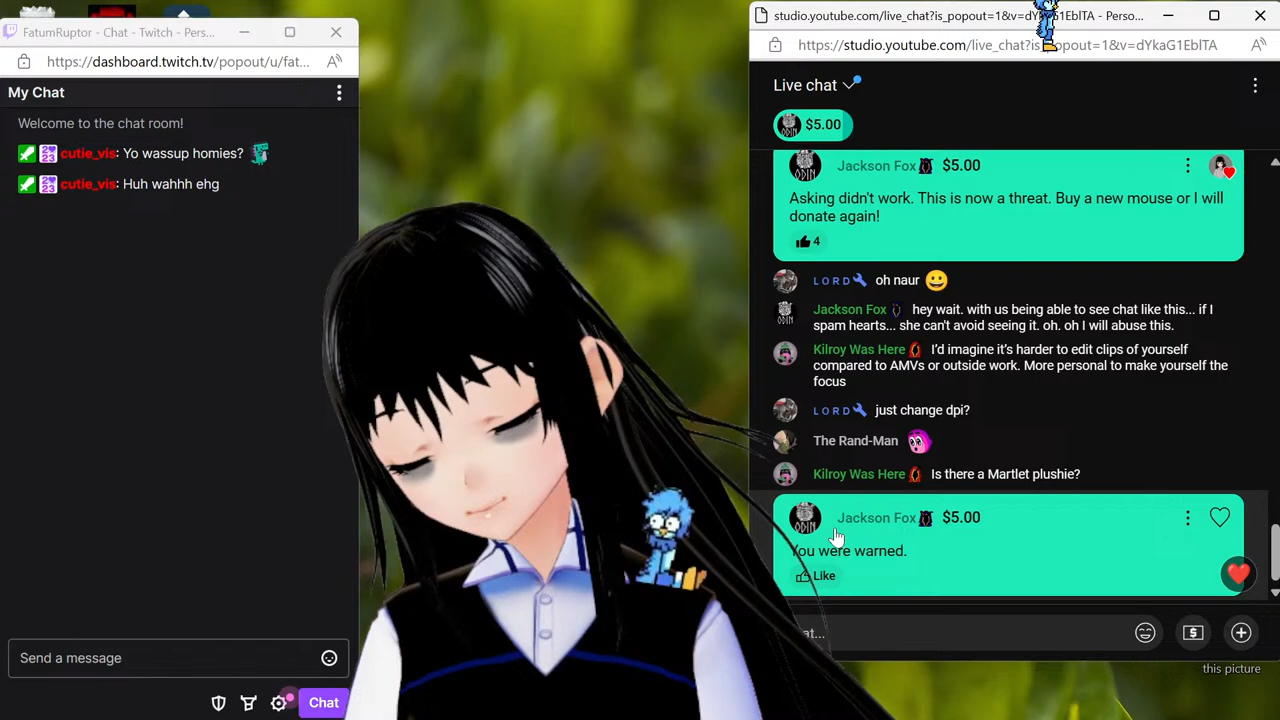 FatumRuptor - Chat - Twitch - Pers...
https://dashboard.twitch.tv/popout/u/fat...
My Chat
Welcome to the chat room!
cutie_vis: Yo wassup homies?
cutie_vis: Huh wahhh ehg
Send a message
Chat
studio.youtube.com/live_chat?is_popout=1&v=dYkaG1EblTA - Perso...
https://studio.youtube.com/live_chat?is_popout=1&v=dYkaG1EblTA
Live chat
ODIN $5.00
ODIN Jackson Fox $5.00
Asking didn't work. This is now a threat. Buy a new mouse or I will
donate again!
4
LORD oh naur
Jackson Fox hey wait. with us being able to see chat like this... if I
spam hearts... she can't avoid seeing it. oh. oh I will abuse this.
Kilroy Was Here I'd imagine it's harder to edit clips of yourself
compared to AMVs or outside work. More personal to make yourself the
focus
LORD just change dpi?
The Rand-Man
Kilroy Was Here Is there a Martlet plushie?
ODIN Jackson Fox $5.00
You were warned.
Like
at...
this picture